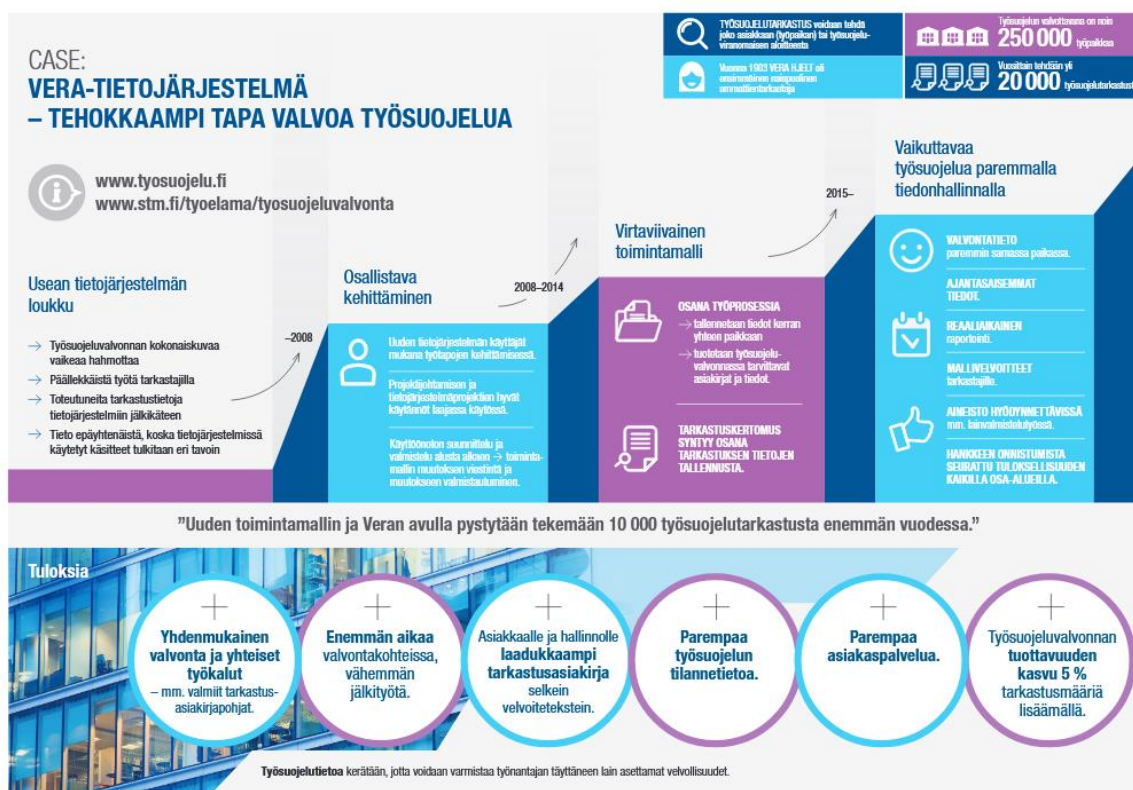 CASE:
VERA-TIETOJÄRJESTELMÄ
– TEHOKKAAMPI TAPA VALVOA TYÖSUOJELUA
www.tyosuojelu.fi
www.stm.fi/tyoelama/tyosuojeluvalvonta
TYÖSUOJELUTARKASTUS voidaan tehdä
joko asiakkaan (työpaikan) tai työsuojelu-
viranomaisen aloitteesta
Työsuojelun valvottavana on noin
250 000 työpaikkaa
Vuonna 1903 VERA HJELT oli
ensimmäinen naispuolinen
ammattientarkastaja
Vuosittain tehdään yli
20 000 työsuojelutarkastust
Usean tietojärjestelmän
loukku
→ Työsuojeluvalvonnan kokonaiskuvaa
vaikeaa hahmottaa
→ Päällekkäistä työtä tarkastajilla
→ Toteutuneita tarkastustietoja
tietojärjestelmiin jälkikäteen
→ Tieto epäyhtenäistä, koska tietojärjestelmissä
käytetyt käsitteet tulkitaan eri tavoin
–2008
Osallistava
kehittäminen
Uuden tietojärjestelmän käyttäjät
mukana työtapojen kehittämisessä.
Projektijohtamisen ja
tietojärjestelmäprojektien hyvät
käytännöt laajassa käytössä.
Käyttöönoton suunnittelu ja
valmistelu alusta alkaen → toiminta-
mallin muutoksen viestintä ja
muutokseen valmistautuminen.
2008–2014
Virtaviivainen
toimintamalli
OSANA TYÖPROSESSIA
→ tallennetaan tiedot kerran
yhteen paikkaan
→ tuotetaan työsuojelu-
valvonnassa tarvittavat
asiakirjat ja tiedot.
TARKASTUSKERTOMUS
SYNTYY OSANA
TARKASTUKSEN TIETOJEN
TALLENNUSTA.
2015–
Vaikuttavaa
työsuojelua paremmalla
tiedonhallinnalla
VALVONTATIETO
paremmin samassa paikassa.
AJANTASAISEMMAT
TIEDOT.
REAALIAIKAINEN
raportointi.
MALLIVELVOITTEET
tarkastajille.
AINEISTO HYÖDYNNETTÄVISSÄ
mm. lainvalmistelutyössä.
HANKKEEN ONNISTUMISTA
SEURATTU TULOKSELLISUUDEN
KAIKILLA OSA-ALUEILLA.
”Uuden toimintamallin ja Veran avulla pystytään tekemään 10 000 työsuojelutarkastusta enemmän vuodessa.”
Tuloksia
+
Yhdenmukainen
valvonta ja yhteiset
työkalut
– mm. valmiit tarkastus-
asiakirjapohjat.
+
Enemmän aikaa
valvontakohteissa,
vähemmän
jälkityötä.
+
Asiakkaalle ja hallinnolle
laadukkaampi
tarkastusasiakirja
selkein
velvoitetekstein.
+
Parempaa
työsuojelun
tilannetietoa.
+
Parempaa
asiakaspalvelua.
+
Työsuojeluvalvonnan
tuottavuuden
kasvu 5 %
tarkastusmääriä
lisäämällä.
Työsuojelutietoa kerätään, jotta voidaan varmistaa työnantajan täyttäneen lain asettamat velvollisuudet.